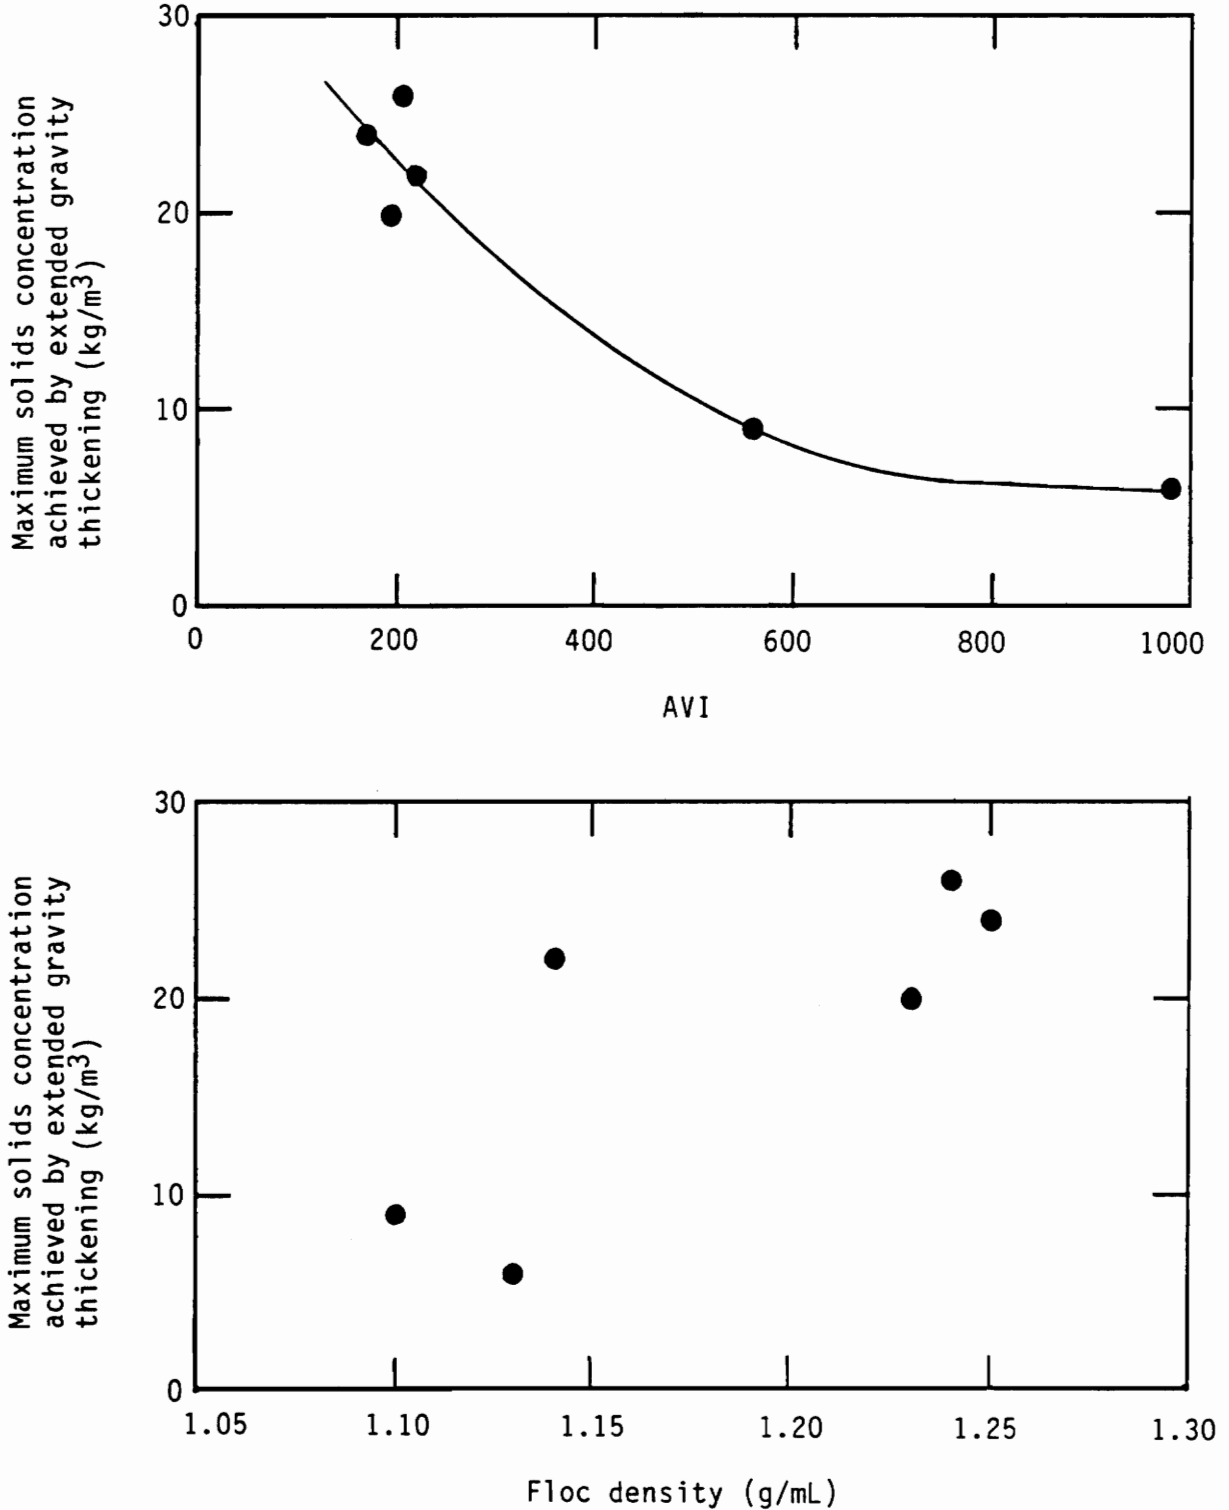 Maximum solids concentration
achieved by extended gravity
thickening (kg/m3)
30
20
10
0
0 200 400 600 800 1000
AVI
Maximum solids concentration
achieved by extended gravity
thickening (kg/m3)
30
20
10
0
1.05 1.10 1.15 1.20 1.25 1.30
Floc density (g/mL)